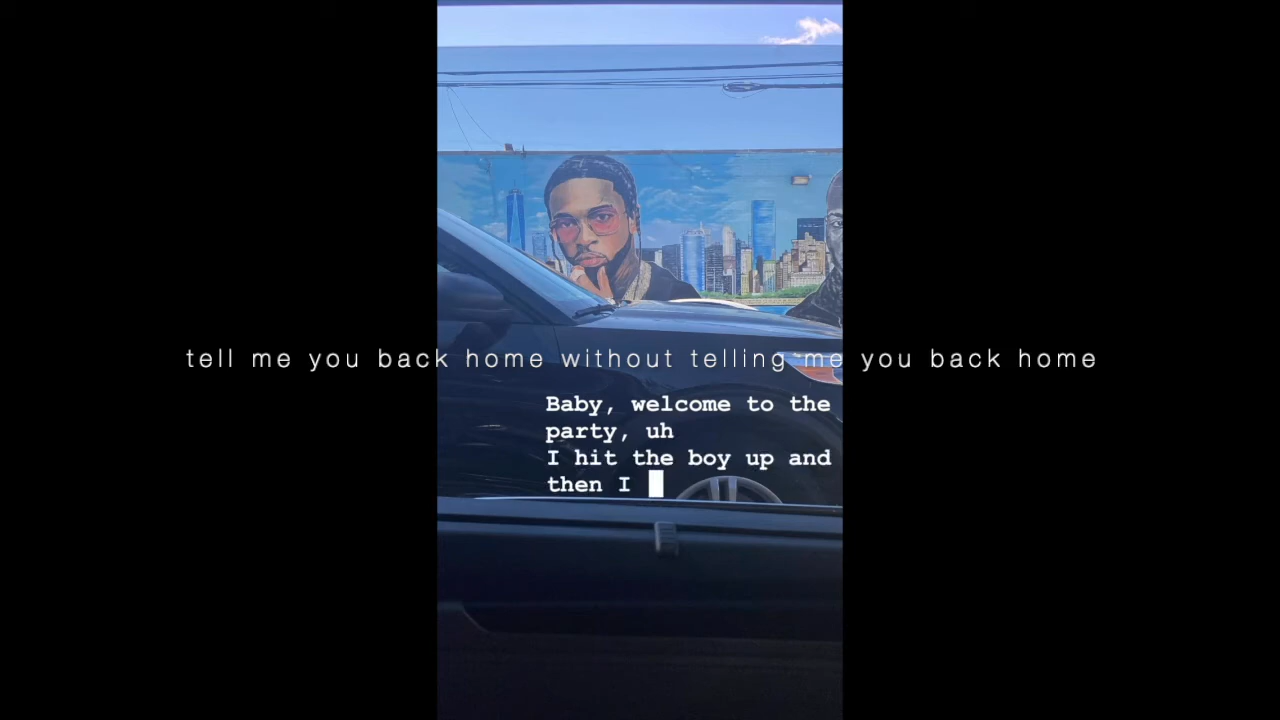 tell me you back home without telling me you back home
Baby, welcome to the
party, uh
I hit the boy up and
then I